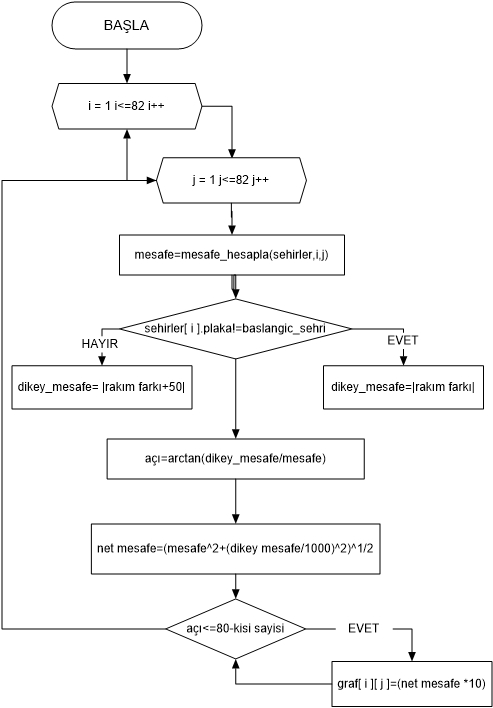 BAŞLA
i = 1 i<=82 i++
j = 1 j<=82 j++
mesafe=mesafe_hesapla(sehirler,i,j)
sehirler[ i ].plaka!=baslangic_sehri
HAYIR
EVET
dikey_mesafe= |rakım farkı+50|
dikey_mesafe=|rakım farkı|
açı=arctan(dikey_mesafe/mesafe)
net mesafe=(mesafe^2+(dikey mesafe/1000)^2)^1/2
açı<=80-kisi sayisi
EVET
graf[ i ][ j ]=(net mesafe *10)